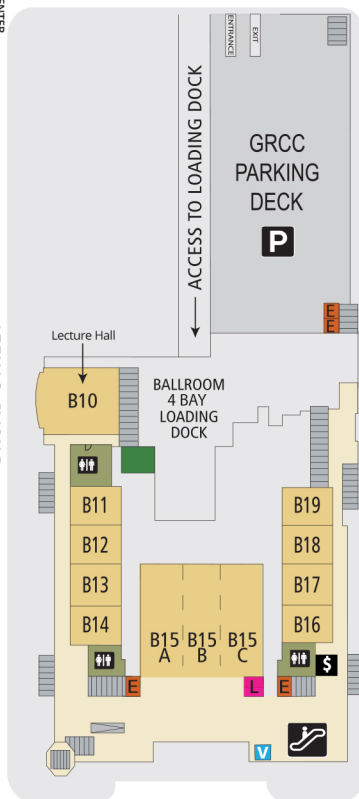 ENTER
ENTRANCE
EXIT
ACCESS TO LOADING DOCK
GRCC
PARKING
DECK
P
E
E
Lecture Hall
B10
BALLROOM
4 BAY
LOADING
DOCK
B11
B12
B13
B14
B19
B18
B17
B16
B15
A
B15
B
B15
C
$
E
L
E
V